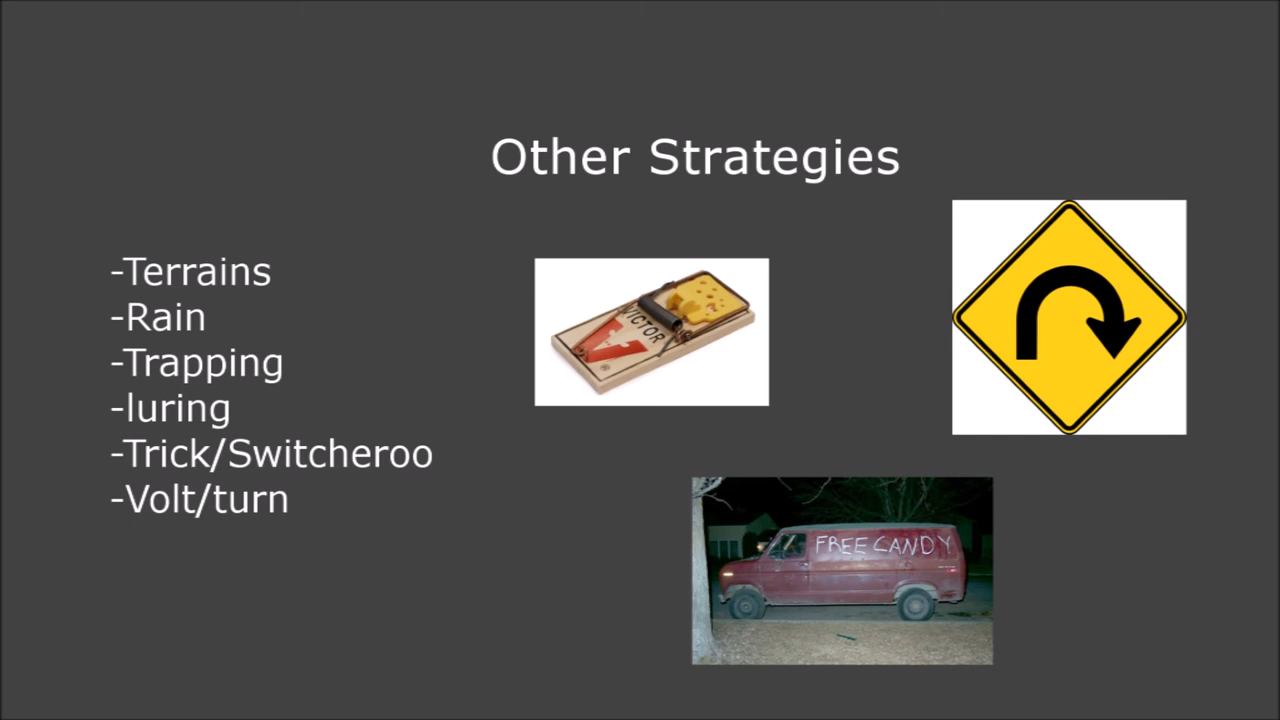 Other Strategies
-Terrains
-Rain
-Trapping
-luring
-Trick/Switcheroo
-Volt/turn
VICTOR
FREE CANDY